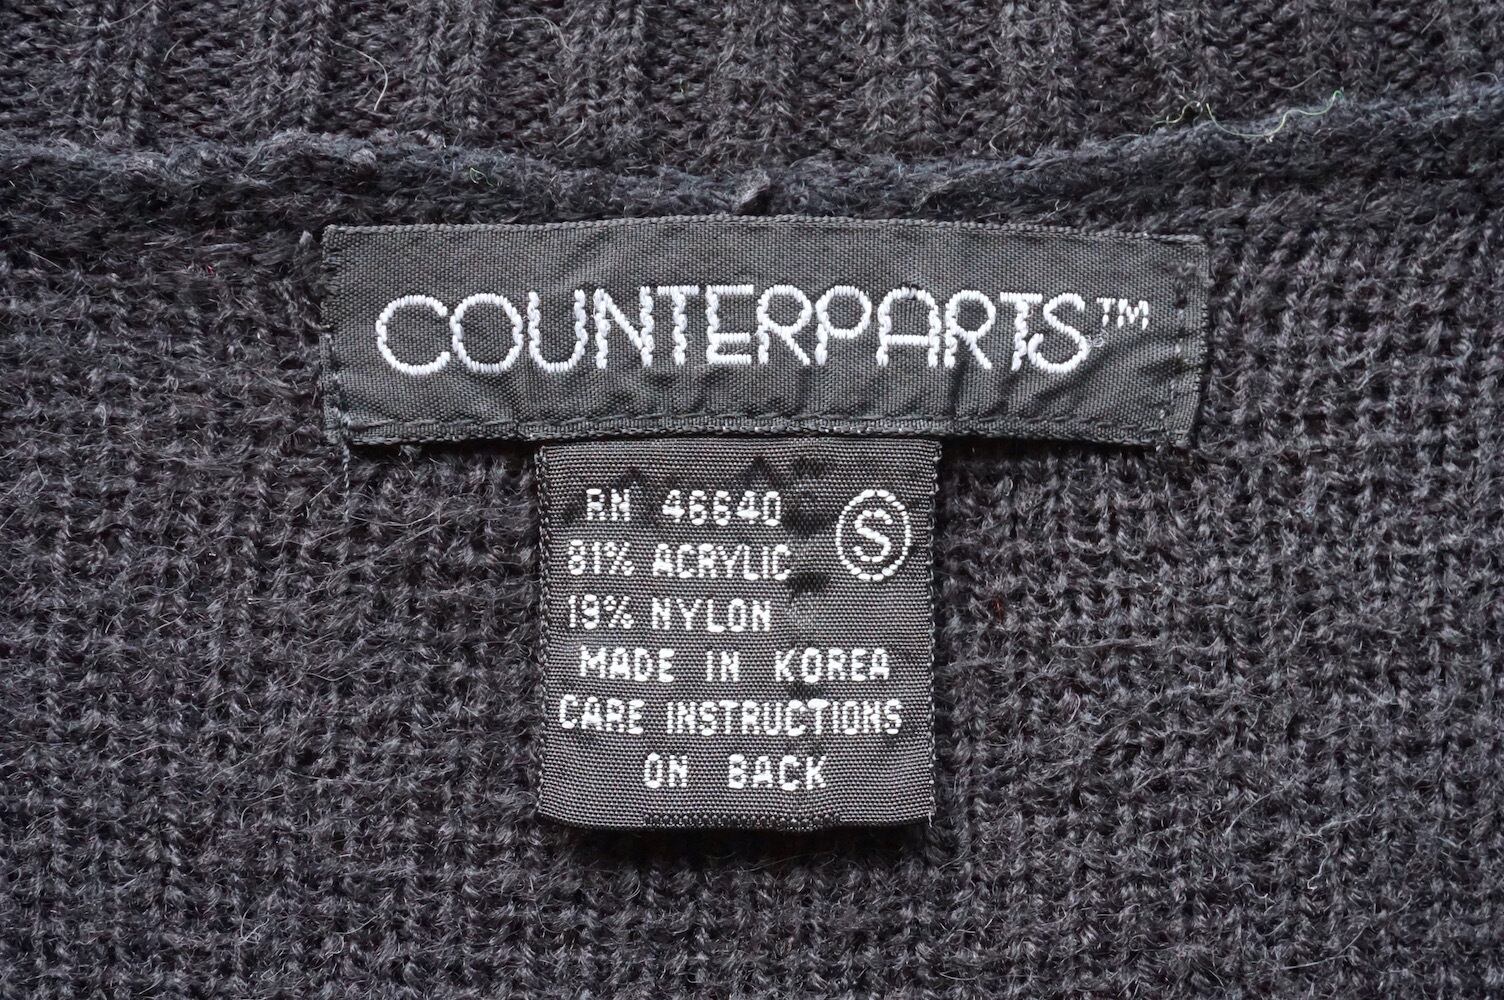 COUNTERPARTS™
RN 46640 S
81% ACRYLIC
19% NYLON
MADE IN KOREA
CARE INSTRUCTIONS
ON BACK